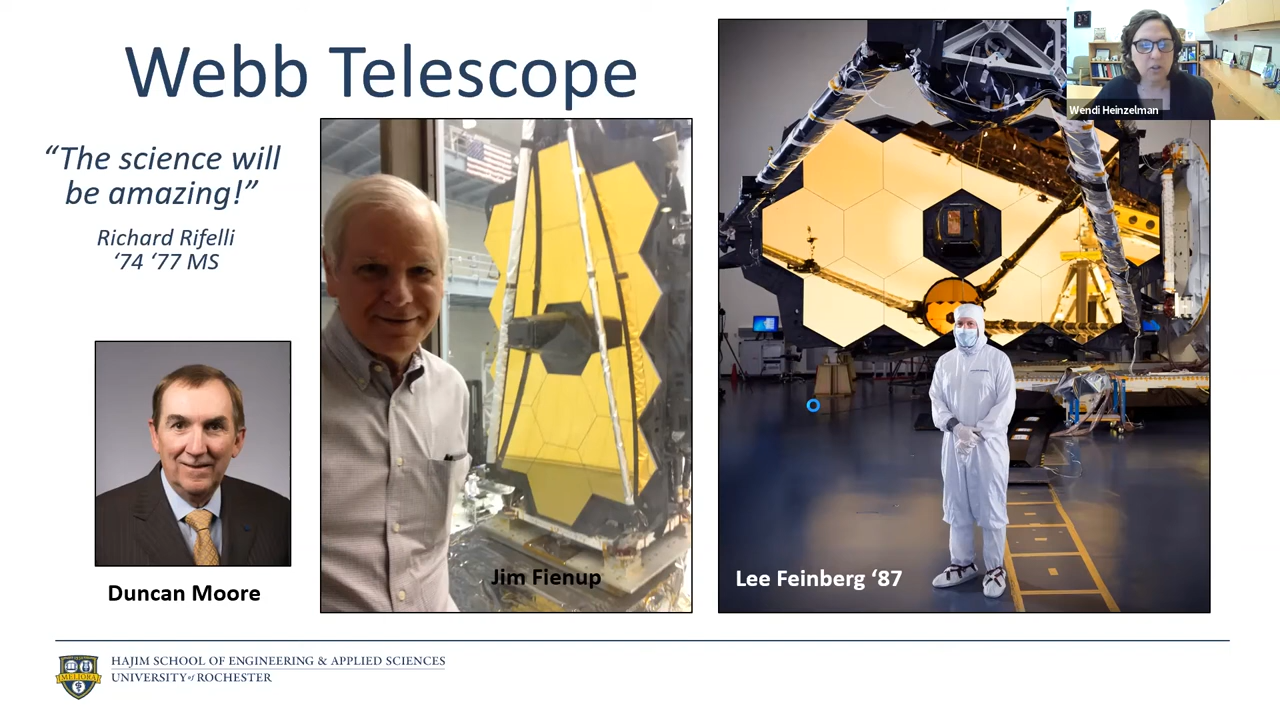 Webb Telescope
Wendi Heinzelman
“The science will
be amazing!”
Richard Rifelli
‘74 ‘77 MS
Duncan Moore
Jim Fienup
Lee Feinberg ‘87
HAJIM SCHOOL OF ENGINEERING & APPLIED SCIENCES
UNIVERSITY of ROCHESTER
MELIORA